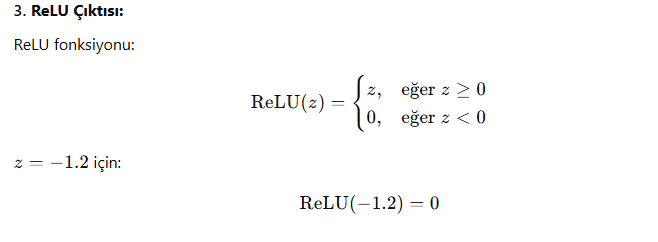 3. ReLU Çıktısı:
ReLU fonksiyonu:
ReLU(z) = { z, eğer z ≥ 0
0, eğer z < 0
z = −1.2 için:
ReLU(−1.2) = 0